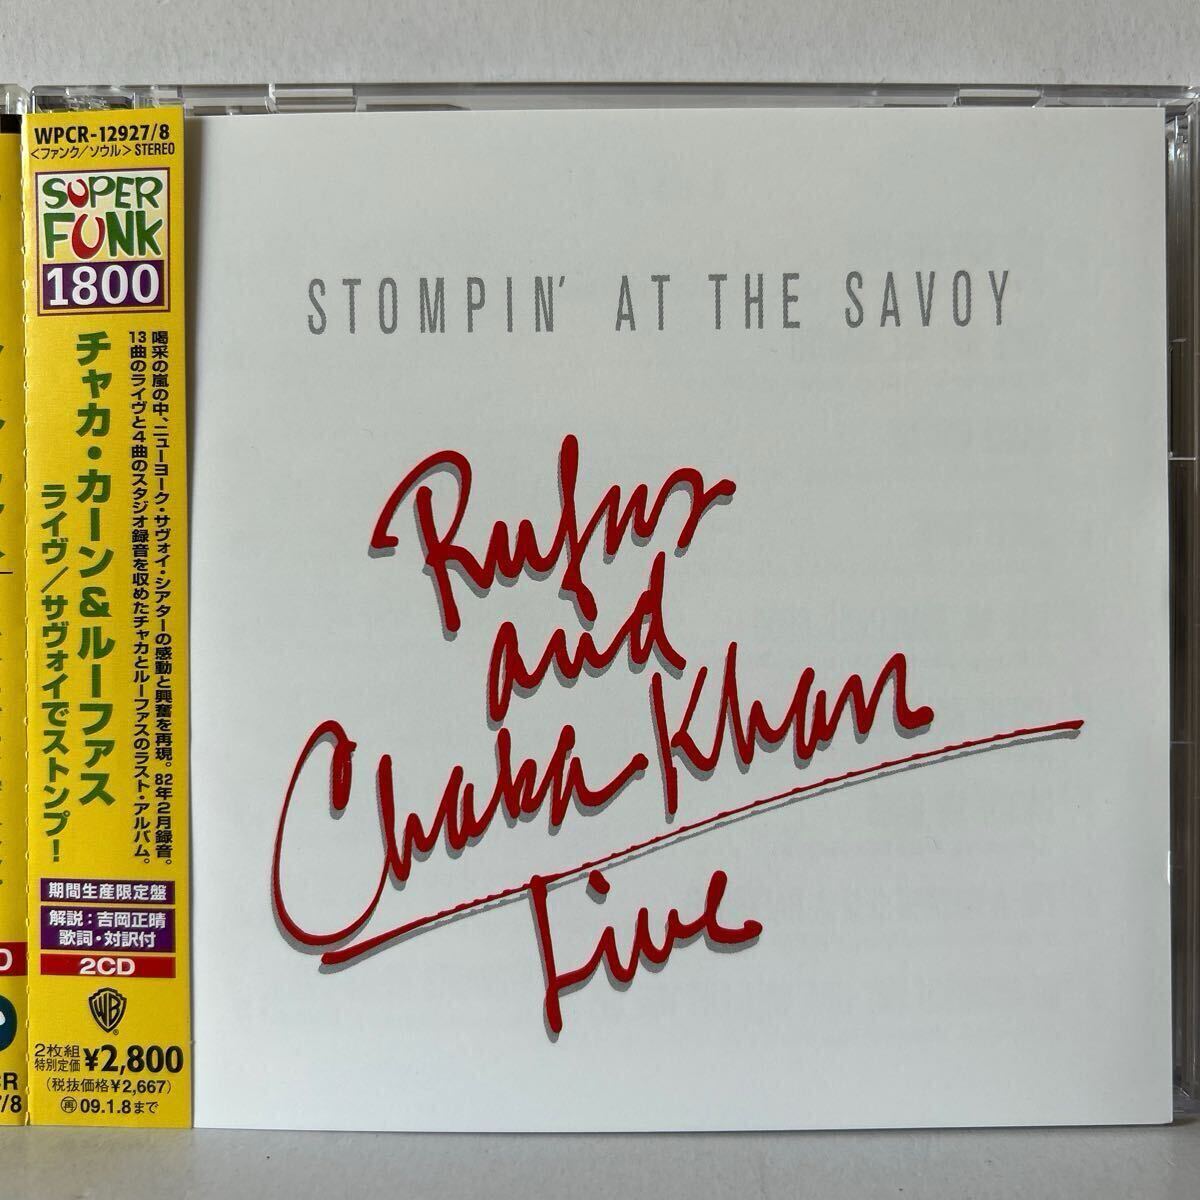 WPCR-12927/8
<ファンク/ソウル> STEREO
SUPER
FUNK
1800
喝采の嵐の中、ニューヨーク・サヴォイ・シアターの感動と興奮を再現。82年2月録音。
13曲のライヴと4曲のスタジオ録音を収めたチャカとルーファスのラスト・アルバム。
チャカ・カーン&ルーファス
ライヴ/サヴォイでストンプ!
期間生産限定盤
解説:吉岡正晴
歌詞・対訳付
2CD
WB
2枚組
特別定価 ¥2,800
(税抜価格¥2,667)
再 09.1.8まで
STOMPIN' AT THE SAVOY
Rufus
and
Chaka Khan
Live